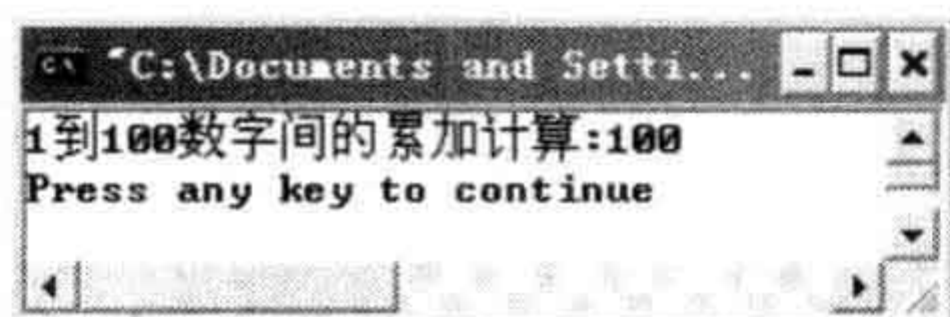 "C:\Documents and Setti...
1到100数字间的累加计算:100
Press any key to continue